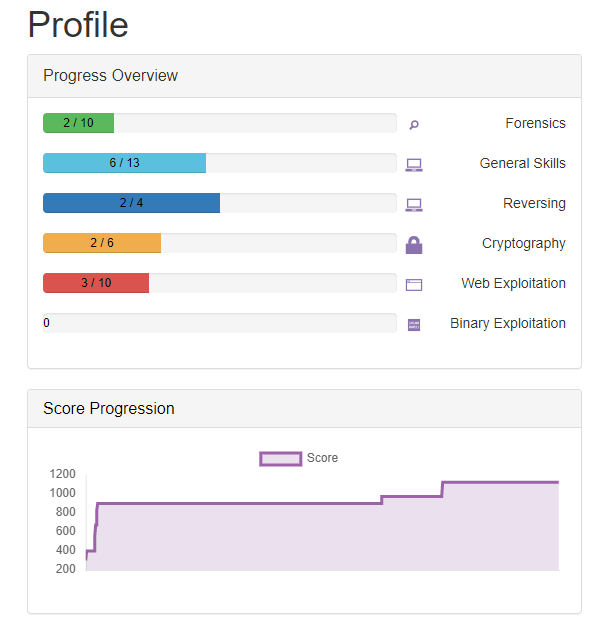 Profile
Progress Overview
2 / 10 Forensics
6 / 13 General Skills
2 / 4 Reversing
2 / 6 Cryptography
3 / 10 Web Exploitation
0 Binary Exploitation
Score Progression
Score
1200
1000
800
600
400
200